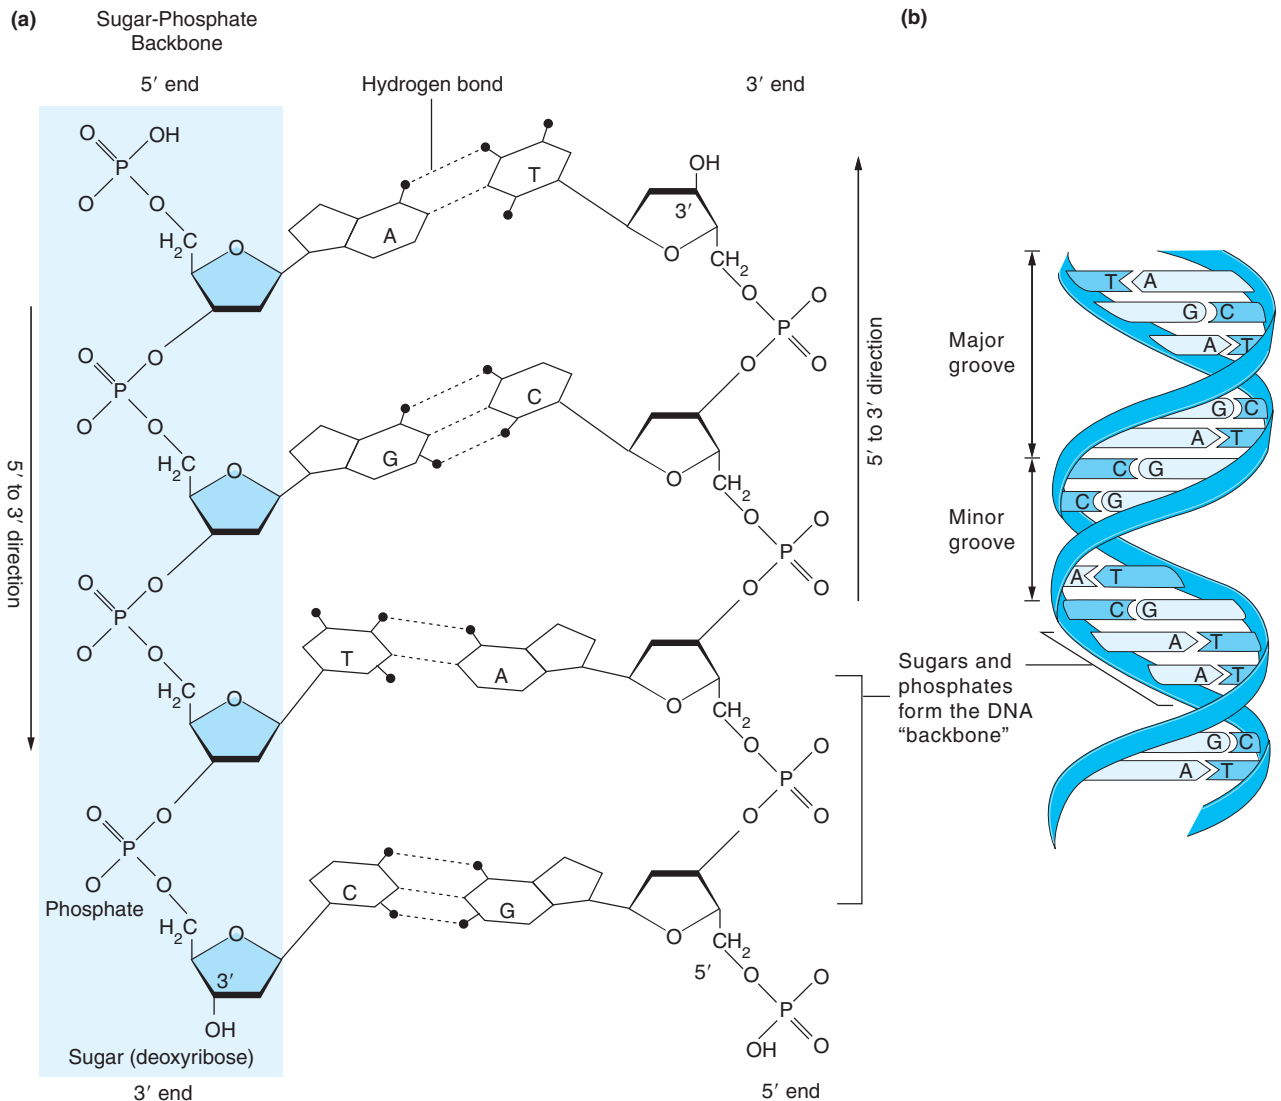 (a)
Sugar-Phosphate
Backbone
5′ end
Hydrogen bond
3′ end
(b)
O
OH
P
O
O
H2C
O
A
T
OH
3′
O
CH2
O
O
P
O
O
5′ to 3′ direction
5′ to 3′ direction
O
O
P
O
O
H2C
O
G
C
O
CH2
O
O
P
O
O
O
O
P
O
O
H2C
O
T
A
O
CH2
O
O
P
O
O
O
O
P
O
O
Phosphate
H2C
O
3′
OH
C
G
O
CH2
5′
O
O
P
OH
O
Sugar (deoxyribose)
3′ end
5′ end
Major
groove
Minor
groove
Sugars and
phosphates
form the DNA
“backbone”
T A
G C
A T
G C
A T
C G
C G
A T
C G
A T
A T
G C
A T